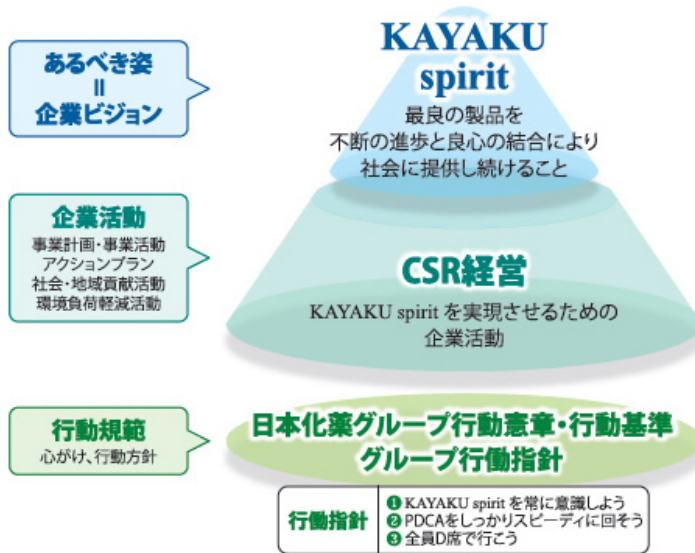 あるべき姿
=
企業ビジョン
KAYAKU
spirit
最良の製品を
不断の進歩と良心の結合により
社会に提供し続けること
企業活動
事業計画・事業活動
アクションプラン
社会・地域貢献活動
環境負荷軽減活動
CSR経営
KAYAKU spirit を実現させるための
企業活動
行動規範
心がけ、行動方針
日本化薬グループ行動憲章・行動基準
グループ行働指針
行働指針
❶ KAYAKU spirit を常に意識しよう
❷ PDCAをしっかりスピーディに回そう
❸ 全員D席で行こう